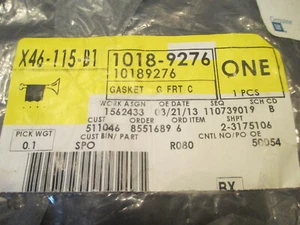 X46-115-B1
1018-9276
10189276
GASKET G FRT C
ONE
1 PCS
WORK ASGN OE DATE SEQ SCH CD
1562433 03/21/13 110739019 B
CUST ORDER ORD ITEM SHPT
511046 8551689 6 2-3175106
PICK WGT
0.1
CUST BIN/ PART CNTL NO/PO OE
SPO R080 50054
BX